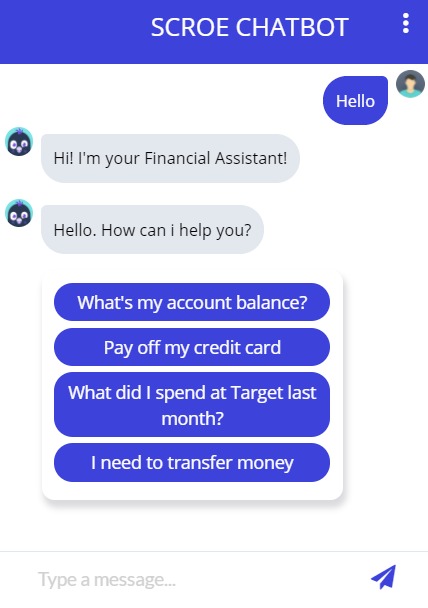 SCROE CHATBOT
Hello
Hi! I'm your Financial Assistant!
Hello. How can i help you?
What's my account balance?
Pay off my credit card
What did I spend at Target last
month?
I need to transfer money
Type a message...